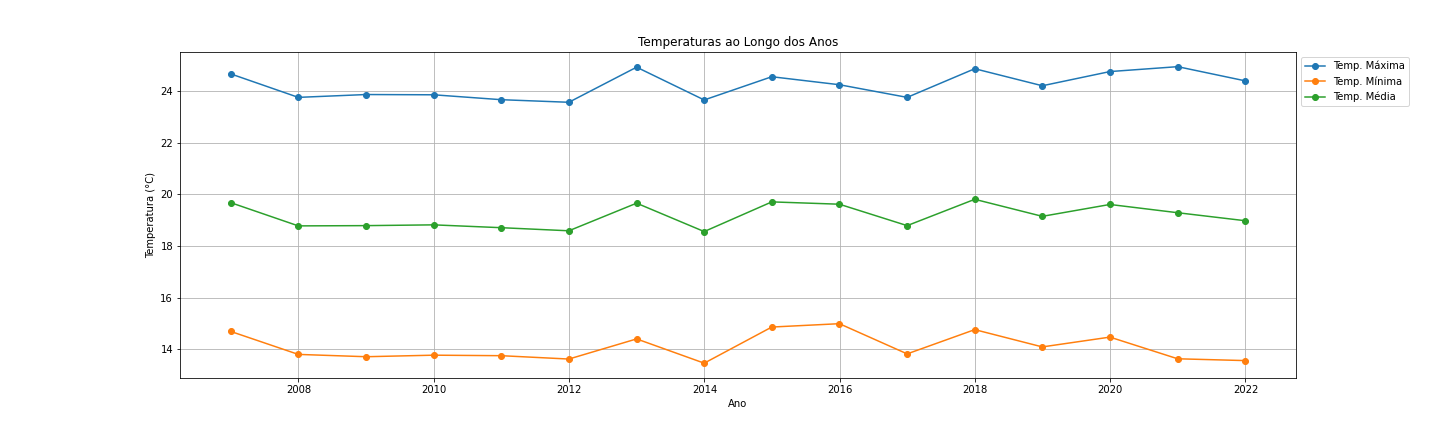 Temperaturas ao Longo dos Anos
Temp. Máxima
Temp. Mínima
Temp. Média
Temperatura (°C)
24
22
20
18
16
14
2008 2010 2012 2014 2016 2018 2020 2022
Ano